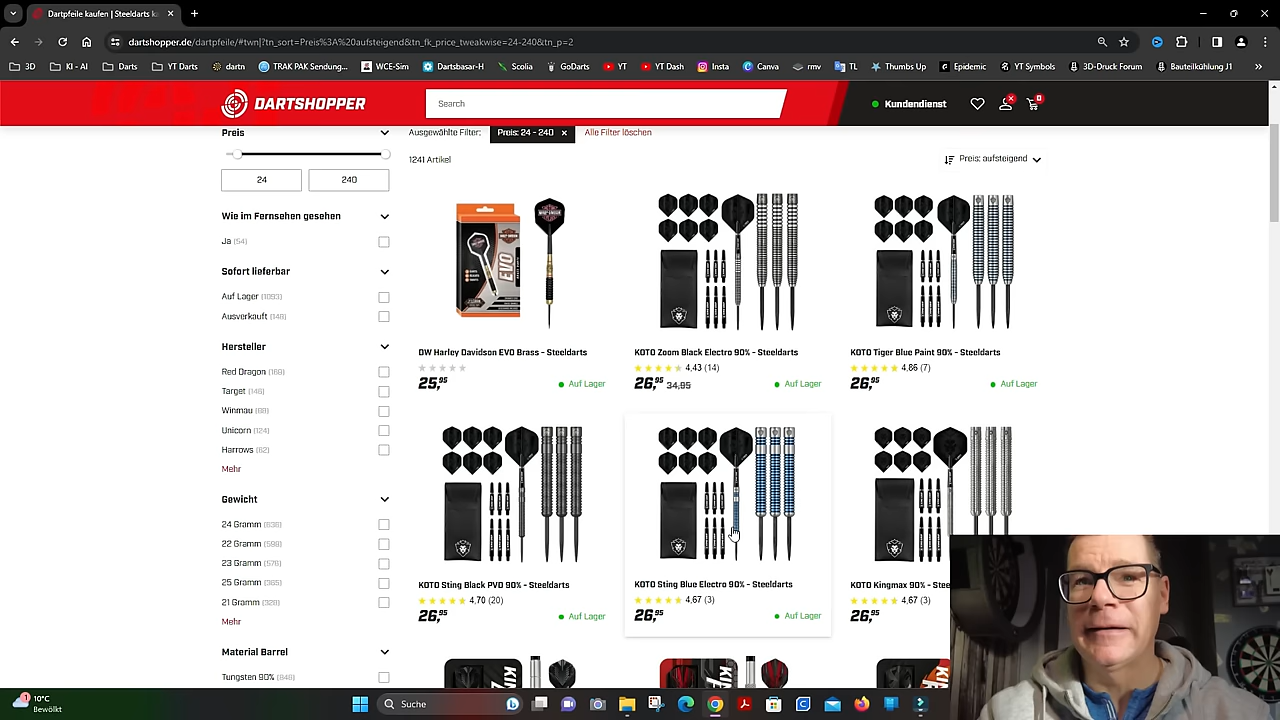 Dartpfeile kaufen | Steeldarts k
dartshopper.de/dartpfeile/#twn|?tn_sort=Preis%3A%20aufsteigend&tn_fk_price_tweakwise=24-240&tn_p=2
3D
KI - AI
Darts
YT Darts
dartn
TRAK PAK Sendung...
WCE-Sim
Dartsbasar-H
Scolia
GoDarts
YT
YT Dash
Insta
Canva
rmv
TL
Thumbs Up
Epidemic
YT Symbols
3D-Druck Forum
Bauteilkühlung J1
DARTSHOPPER
Search
Kundendienst
0
Preis
Ausgewählte Filter:
Preis: 24 - 240
Alle Filter löschen
1241 Artikel
Preis: aufsteigend
24
240
Wie im Fernsehen gesehen
Ja (54)
Sofort lieferbar
Auf Lager (1093)
Ausverkauft (148)
Hersteller
Red Dragon (168)
Target (146)
Winmau (88)
Unicorn (124)
Harrows (62)
Mehr
Gewicht
24 Gramm (638)
22 Gramm (598)
23 Gramm (576)
25 Gramm (385)
21 Gramm (328)
Mehr
Material Barrel
Tungsten 90% (846)
EVO
DW Harley Davidson EVO Brass - Steeldarts
25,95
Auf Lager
KOTO Zoom Black Electro 90% - Steeldarts
4,43 (14)
26,95 34,95
Auf Lager
KOTO Tiger Blue Paint 90% - Steeldarts
4,86 (7)
26,95
Auf Lager
KOTO Sting Black PVD 90% - Steeldarts
4,70 (20)
26,95
Auf Lager
KOTO Sting Blue Electro 90% - Steeldarts
4,67 (3)
26,95
Auf Lager
KOTO Kingmax 90% - Stee
4,67 (3)
26,95
10°C
Bewölkt
Suche